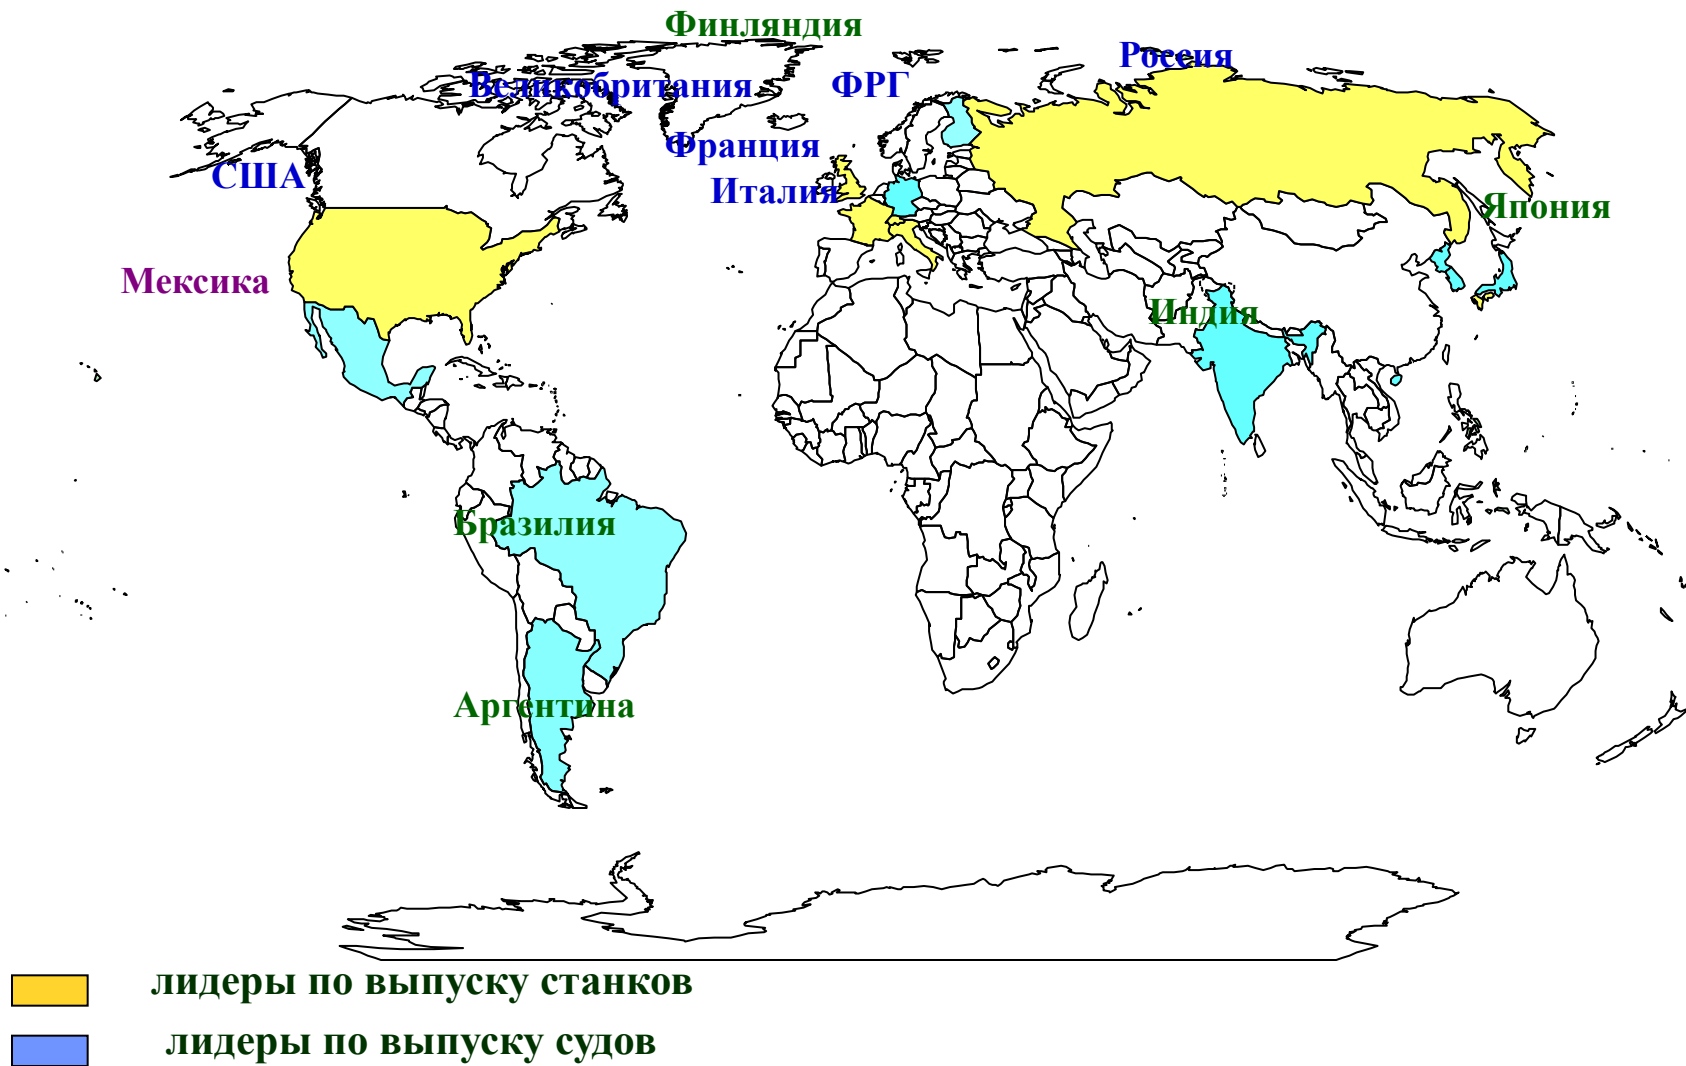 Финляндия
Россия
Великобритания
ФРГ
Франция
США
Италия
Япония
Мексика
Индия
Бразилия
Аргентина
лидеры по выпуску станков
лидеры по выпуску судов